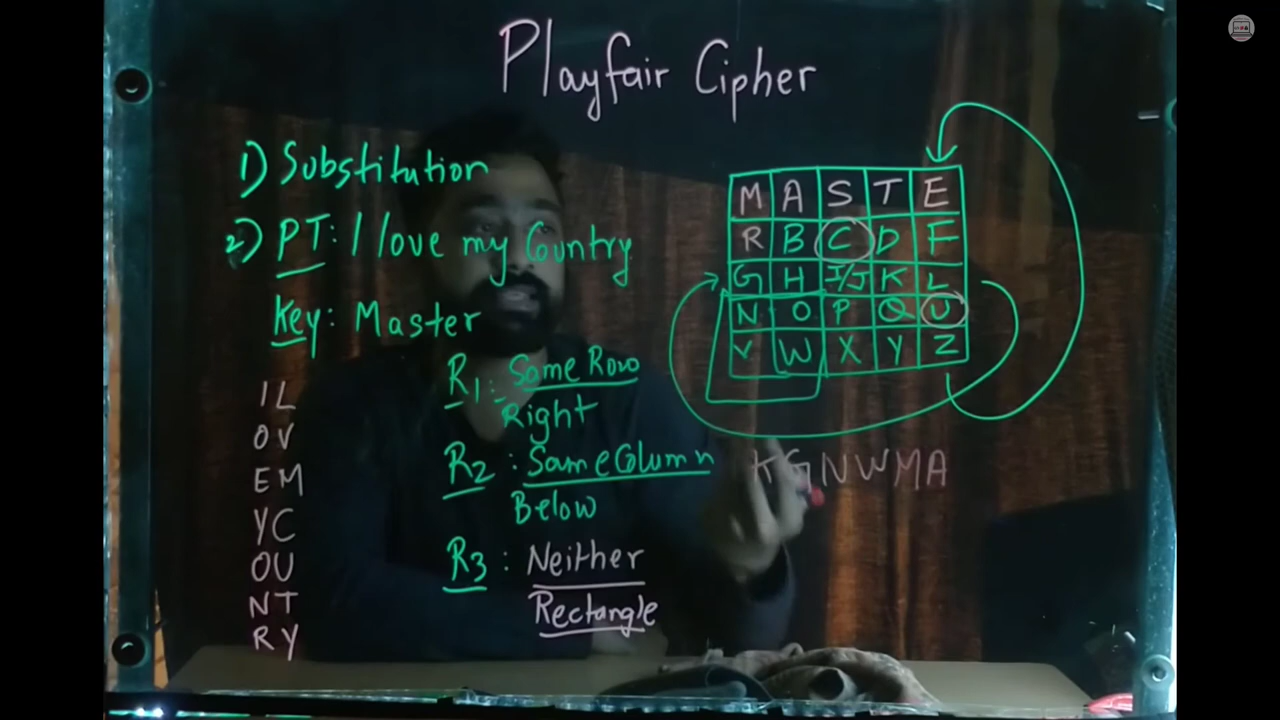 Playfair Cipher
1) Substitution
2) PT: I love my Country
Key: Master
IL
OV
EM
YC
OU
NT
RY
R1: Same Row
Right
R2: Same Column
Below
R3: Neither
Rectangle
M A S T E
R B C D F
G H I/J K L
N O P Q U
V W X Y Z
KGNWMA